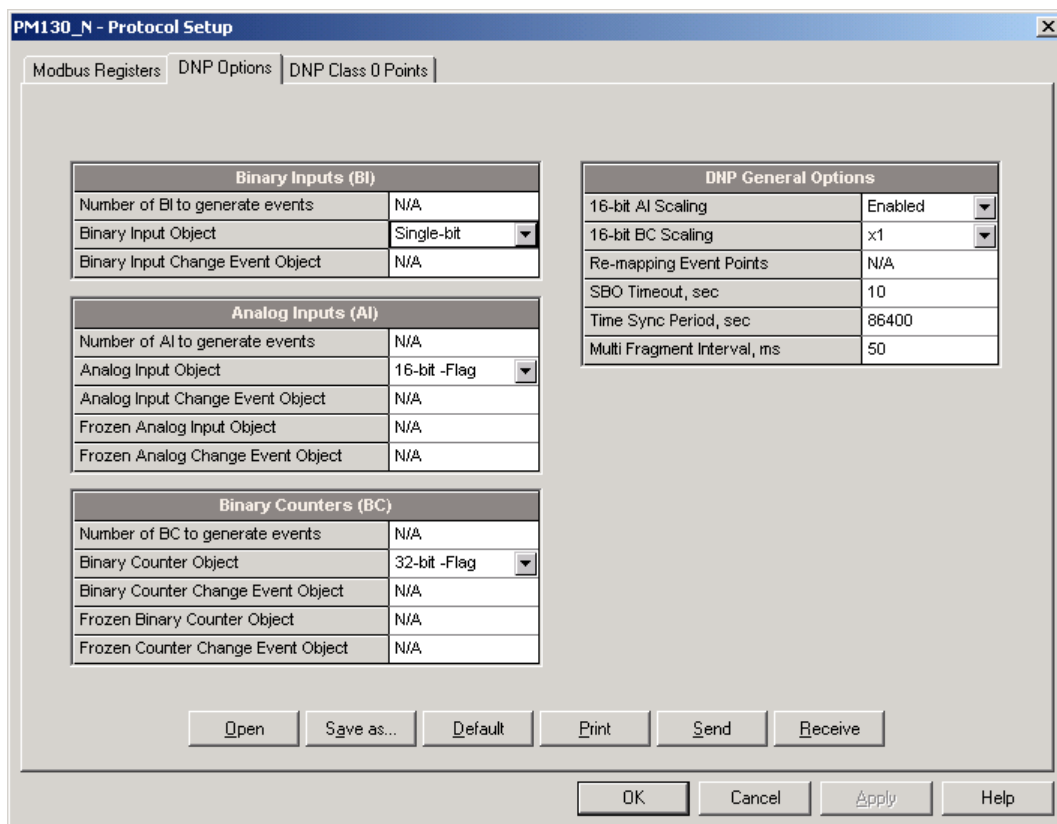 PM130_N - Protocol Setup
Modbus Registers DNP Options DNP Class 0 Points
Binary Inputs (BI)
Number of BI to generate events N/A
Binary Input Object Single-bit
Binary Input Change Event Object N/A
Analog Inputs (AI)
Number of AI to generate events N/A
Analog Input Object 16-bit -Flag
Analog Input Change Event Object N/A
Frozen Analog Input Object N/A
Frozen Analog Change Event Object N/A
Binary Counters (BC)
Number of BC to generate events N/A
Binary Counter Object 32-bit -Flag
Binary Counter Change Event Object N/A
Frozen Binary Counter Object N/A
Frozen Counter Change Event Object N/A
DNP General Options
16-bit AI Scaling Enabled
16-bit BC Scaling x1
Re-mapping Event Points N/A
SBO Timeout, sec 10
Time Sync Period, sec 86400
Multi Fragment Interval, ms 50
Open Save as... Default Print Send Receive
OK Cancel Apply Help